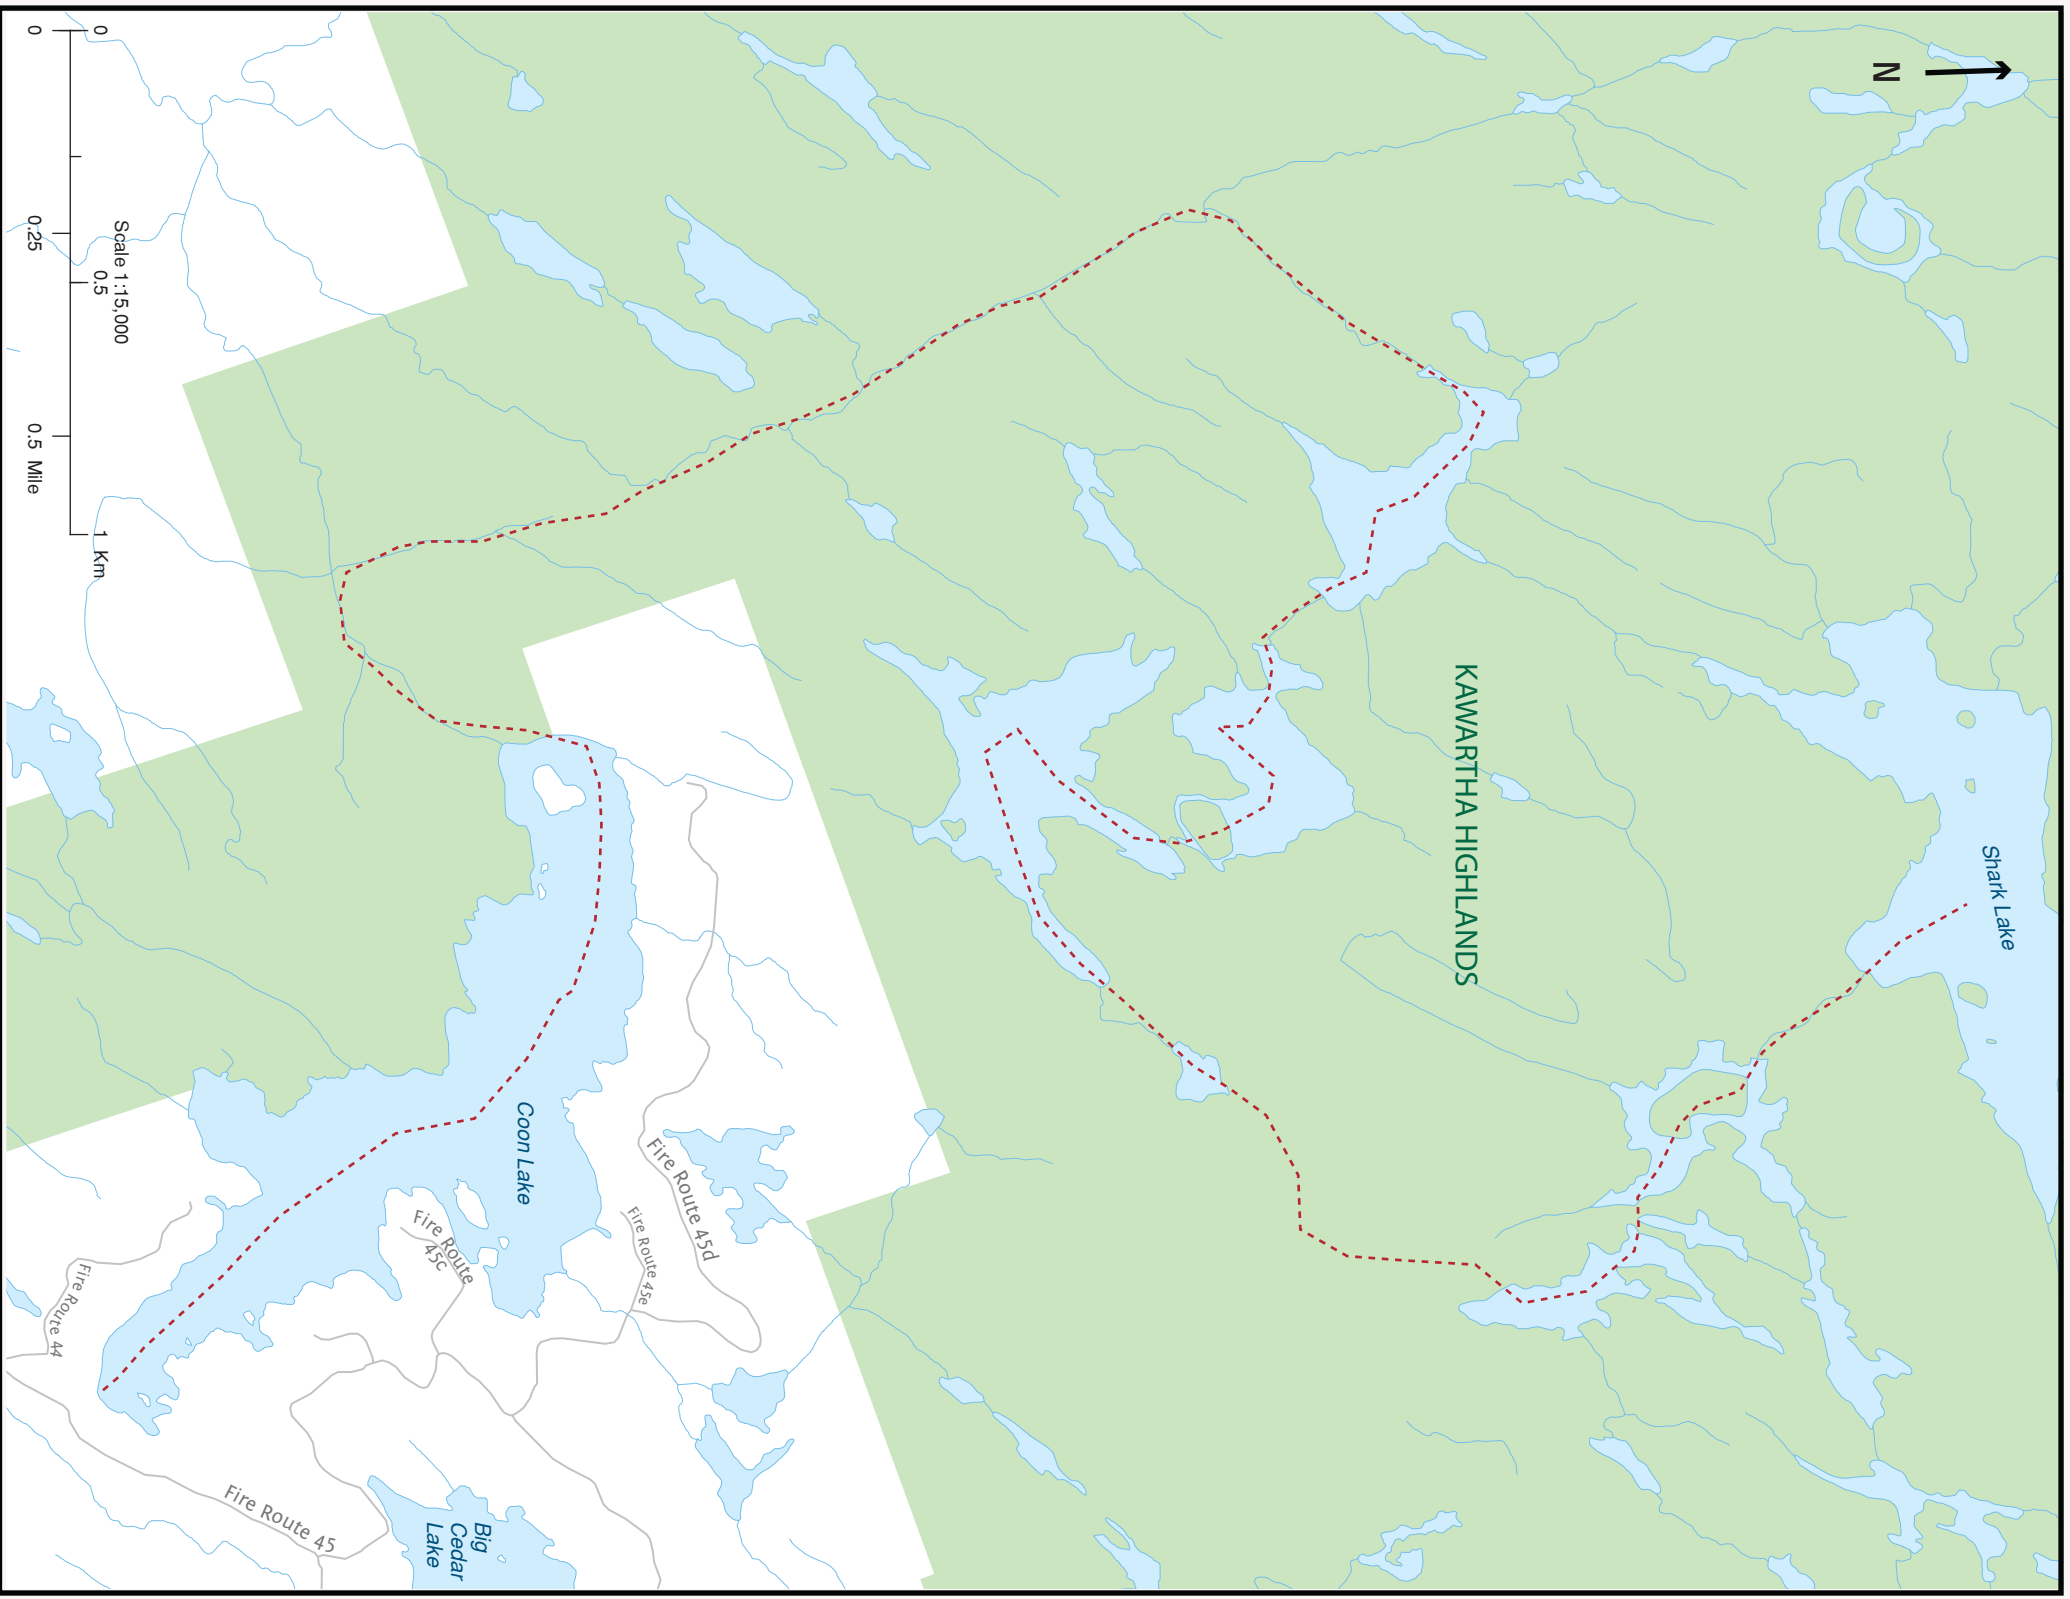 N
Shark Lake
KAWARTHA HIGHLANDS
Coon Lake
Fire Route 45d
Fire Route 45e
Fire Route
45c
Fire Route 44
Fire Route 45
Big
Cedar
Lake
Scale 1:15,000
0
0.5
1 Km
0
0.25
0.5 Mile